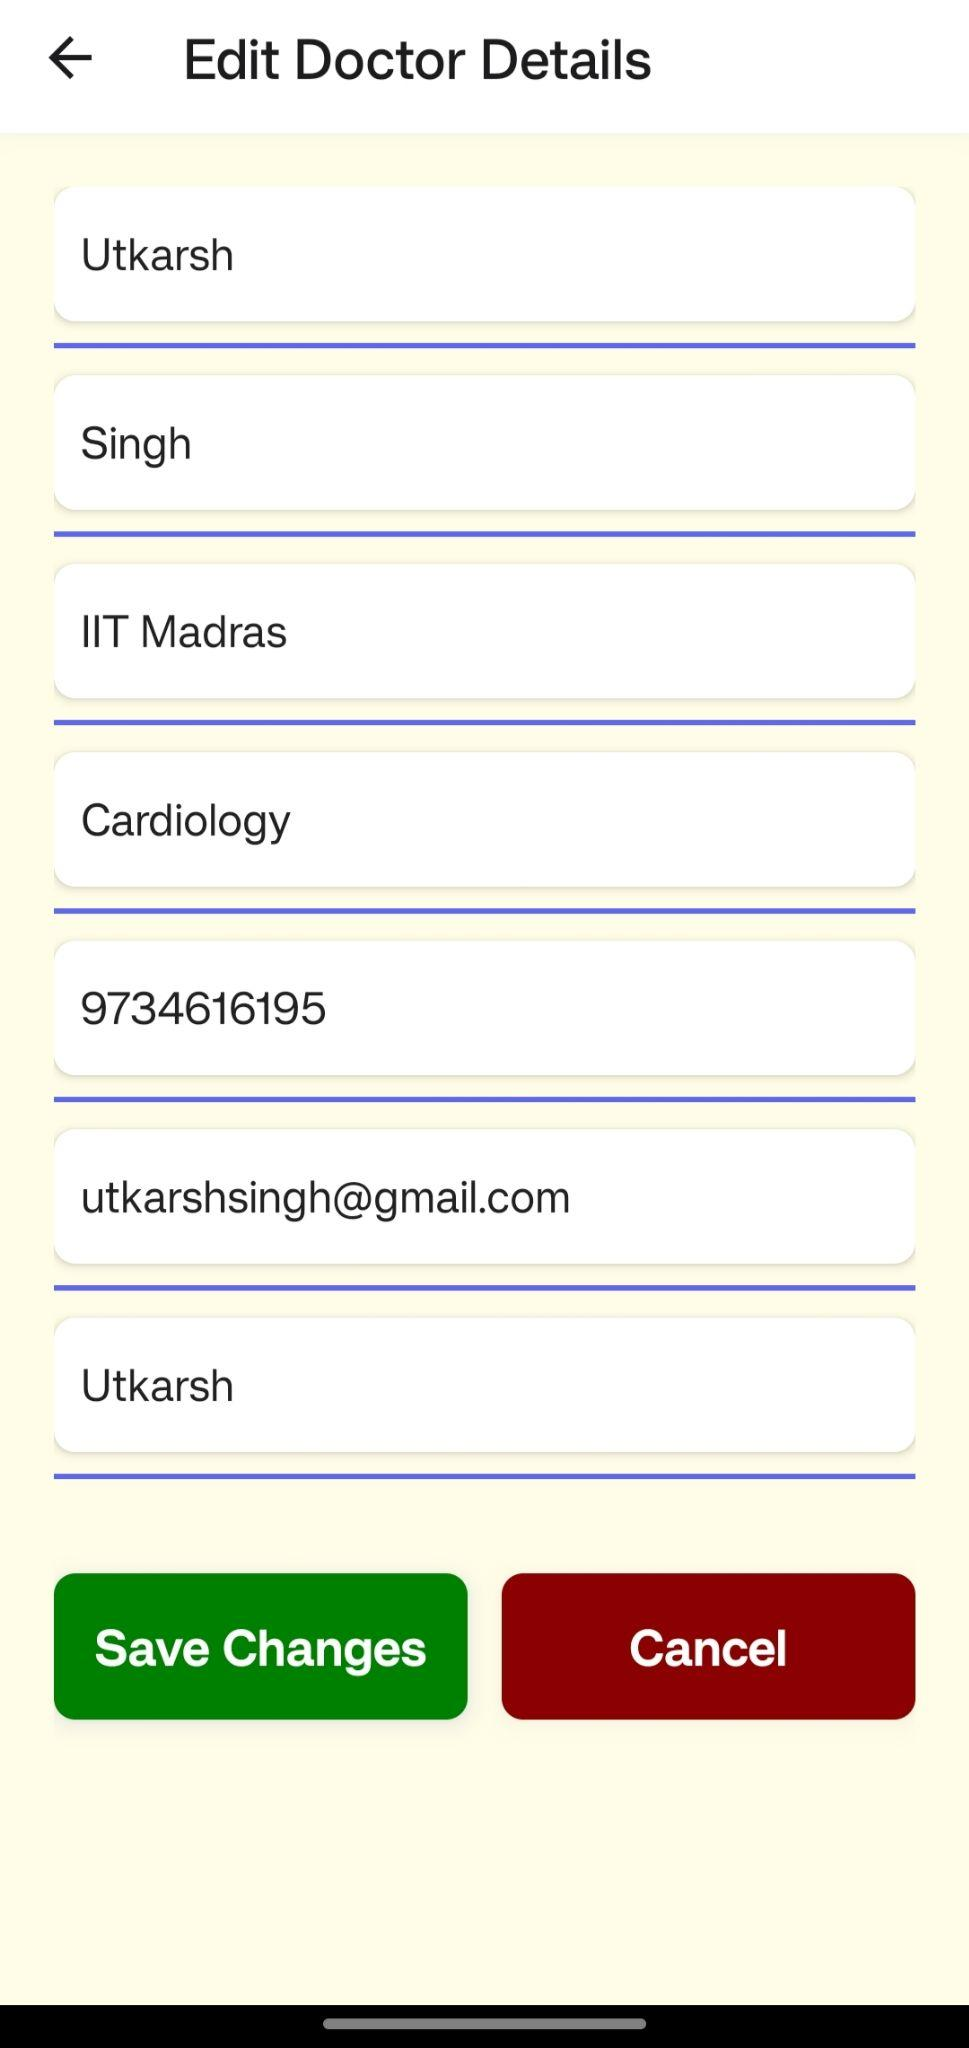 Edit Doctor Details
Utkarsh
Singh
IIT Madras
Cardiology
9734616195
utkarshsingh@gmail.com
Utkarsh
Save Changes
Cancel